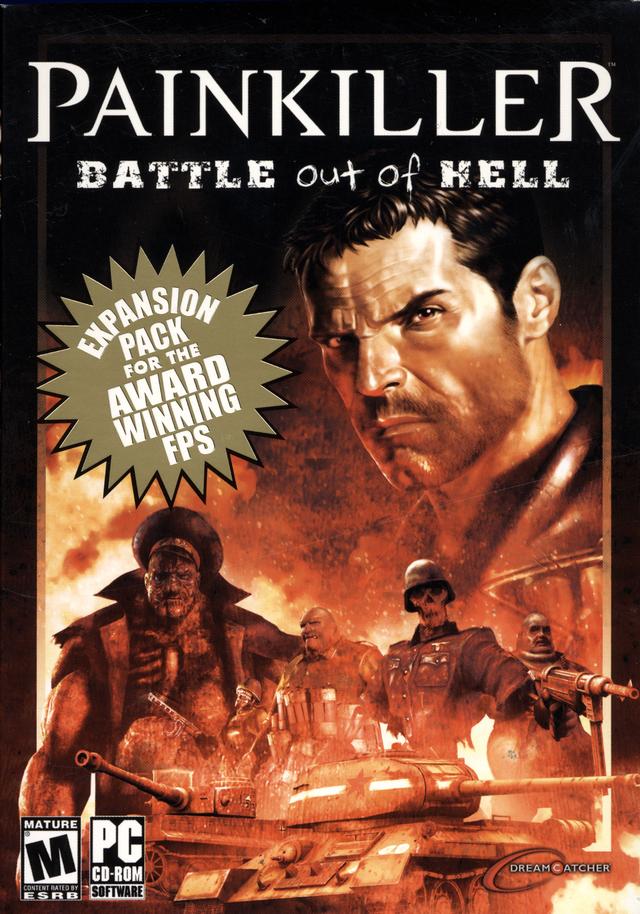 PAINKILLER™
BATTLE out of HELL
EXPANSION
PACK
FOR THE
AWARD
WINNING
FPS
MATURE
M
CONTENT RATED BY
ESRB
PC
CD-ROM
SOFTWARE
DREAMCATCHER